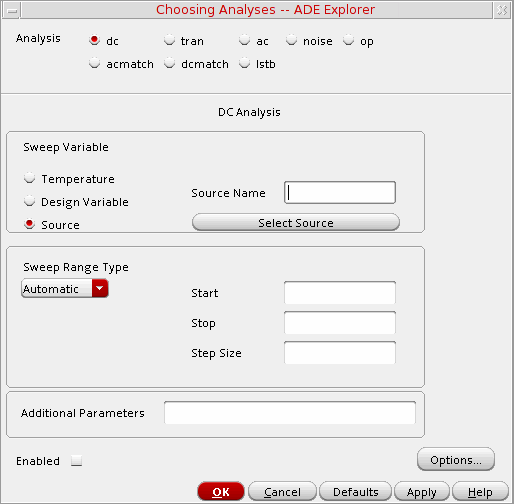 Choosing Analyses -- ADE Explorer
Analysis dc tran ac noise op
acmatch dcmatch lstb
DC Analysis
Sweep Variable
Temperature
Design Variable
Source
Source Name
Select Source
Sweep Range Type
Automatic
Start
Stop
Step Size
Additional Parameters
Enabled
Options...
OK Cancel Defaults Apply Help